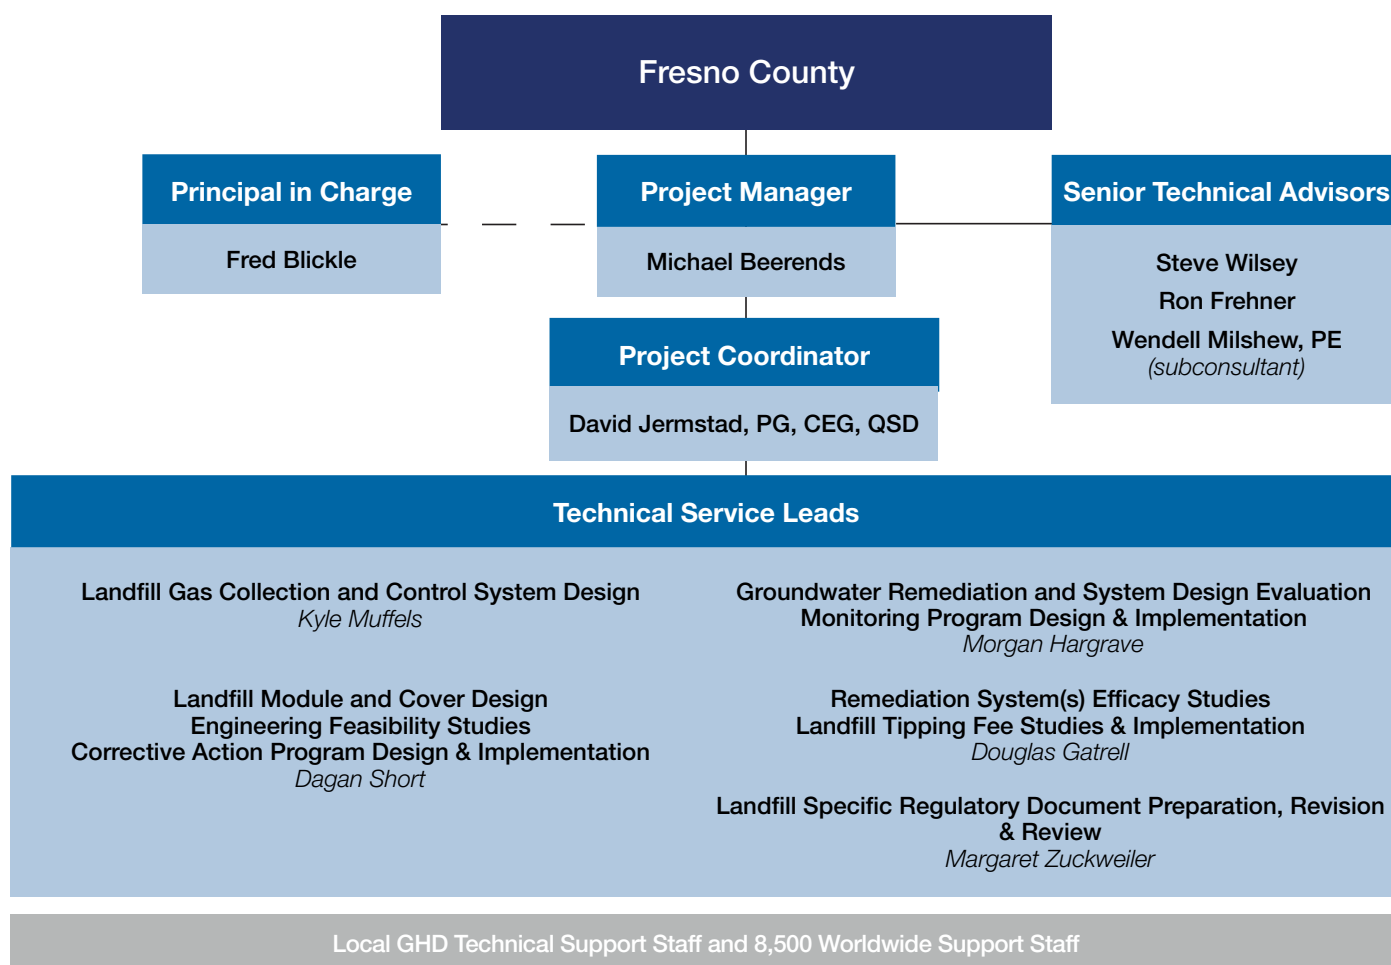 Fresno County
Principal in Charge
Fred Blickle
Project Manager
Michael Beerends
Senior Technical Advisors
Steve Wilsey
Ron Frehner
Wendell Milshew, PE
(subconsultant)
Project Coordinator
David Jermstad, PG, CEG, QSD
Technical Service Leads
Landfill Gas Collection and Control System Design
Kyle Muffels
Landfill Module and Cover Design
Engineering Feasibility Studies
Corrective Action Program Design & Implementation
Dagan Short
Groundwater Remediation and System Design Evaluation
Monitoring Program Design & Implementation
Morgan Hargrave
Remediation System(s) Efficacy Studies
Landfill Tipping Fee Studies & Implementation
Douglas Gatrell
Landfill Specific Regulatory Document Preparation, Revision
& Review
Margaret Zuckweiler
Local GHD Technical Support Staff and 8,500 Worldwide Support Staff